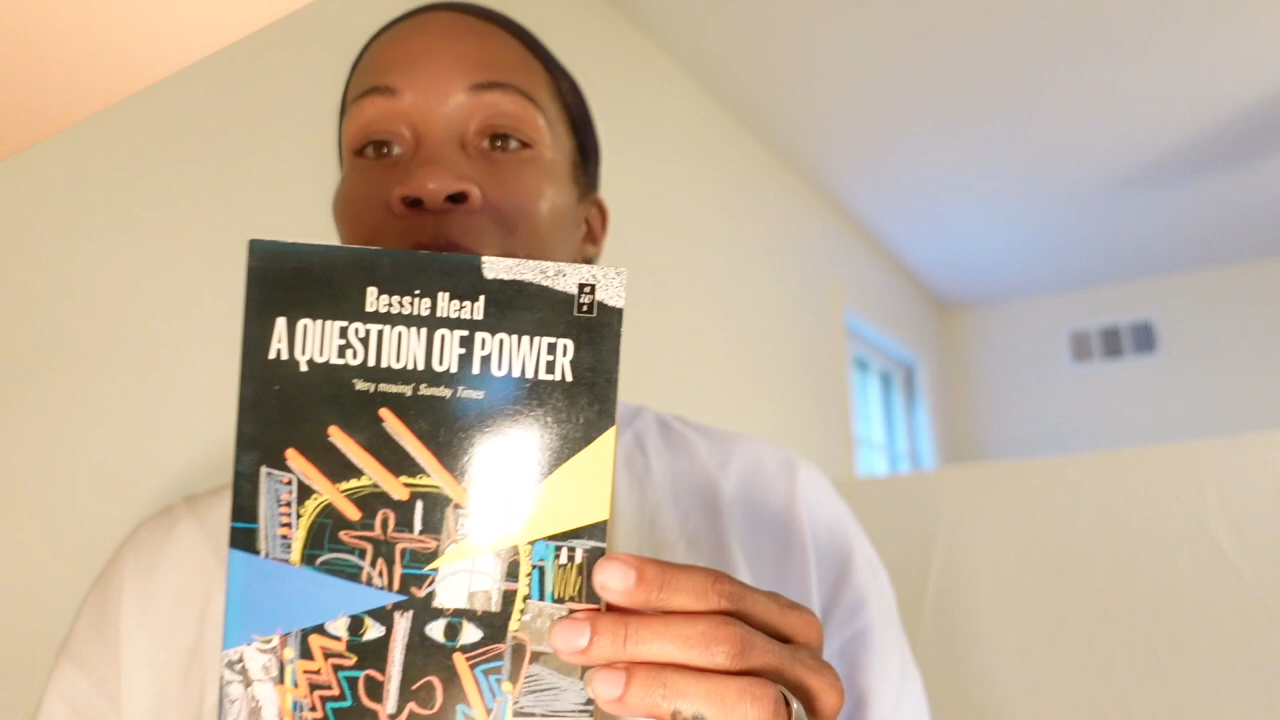 Bessie Head
A QUESTION OF POWER
'Very moving' Sunday Times
a
w
s